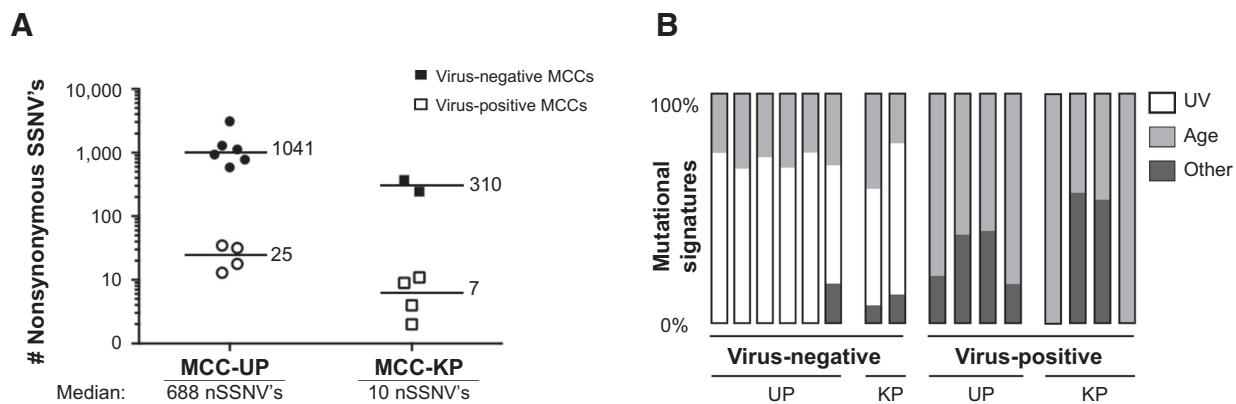 A
# Nonsynonymous SSNV's
10,000
1,000
100
10
0
Virus-negative MCCs
Virus-positive MCCs
1041
25
310
7
MCC-UP
MCC-KP
Median:
688 nSSNV's
10 nSSNV's
B
Mutational
signatures
100%
0%
UV
Age
Other
Virus-negative
Virus-positive
UP
KP
UP
KP